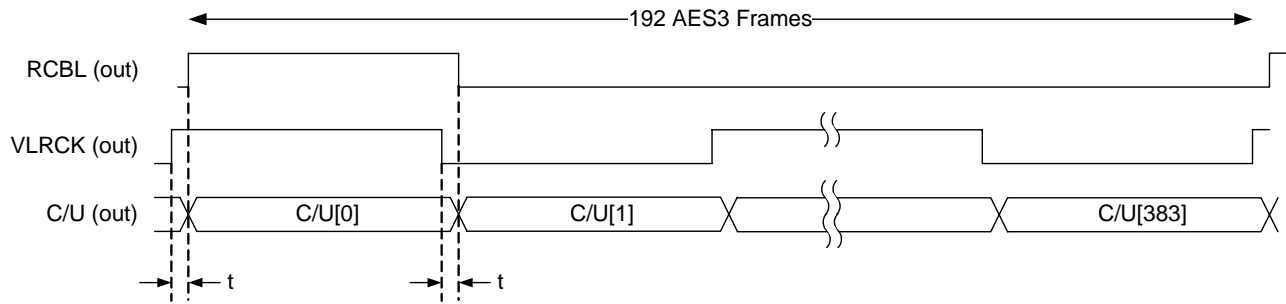 192 AES3 Frames
RCBL (out)
VLRCK (out)
C/U (out)
C/U[0]
C/U[1]
C/U[383]
t
t